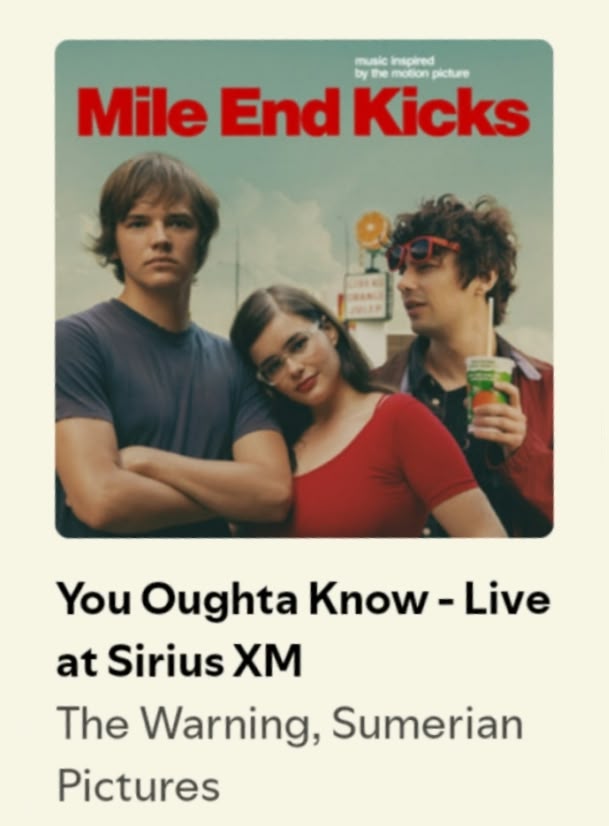 music inspired
by the motion picture
Mile End Kicks
You Oughta Know - Live
at Sirius XM
The Warning, Sumerian
Pictures